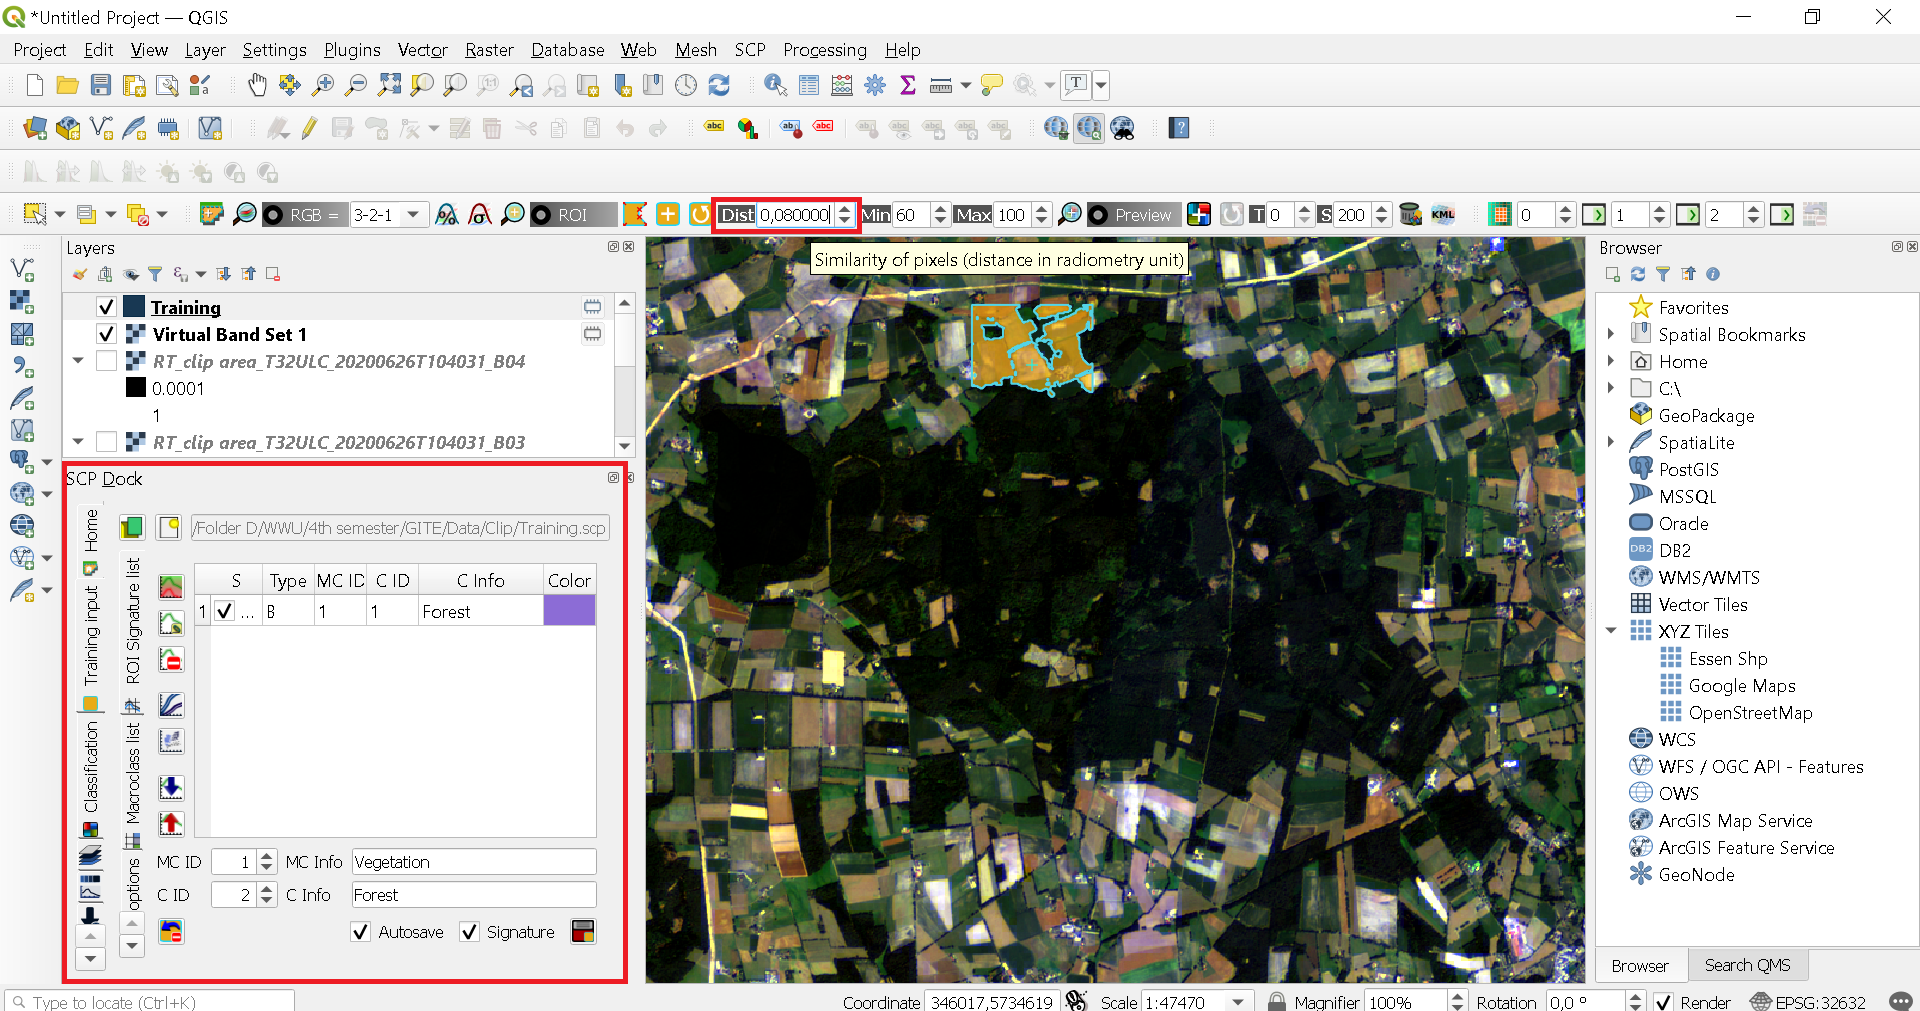 *Untitled Project — QGIS
Project Edit View Layer Settings Plugins Vector Raster Database Web Mesh SCP Processing Help
RGB = 3-2-1 ROI Dist 0,080000 Min 60 Max 100 Preview T 0 S 200 KML 0 1 2
Similarity of pixels (distance in radiometry unit)
Layers
Training
Virtual Band Set 1
RT_clip area_T32ULC_20200626T104031_B04
0.0001
1
RT_clip area_T32ULC_20200626T104031_B03
SCP Dock
Home
Training input
Classification
ROI Signature list
Macroclass list
options
/Folder D/WWU/4th semester/GITE/Data/Clip/Training.scp
S Type MC ID C ID C Info Color
1 ... B 1 1 Forest
MC ID 1 MC Info Vegetation
C ID 2 C Info Forest
Autosave Signature
Browser
Favorites
Spatial Bookmarks
Home
C:\
GeoPackage
SpatiaLite
PostGIS
MSSQL
Oracle
DB2 DB2
WMS/WMTS
Vector Tiles
XYZ Tiles
Essen Shp
Google Maps
OpenStreetMap
WCS
WFS / OGC API - Features
OWS
ArcGIS Map Service
ArcGIS Feature Service
GeoNode
Browser Search QMS
Type to locate (Ctrl+K) Coordinate 346017,5734619 Scale 1:47470 Magnifier 100% Rotation 0,0 ° Render EPSG:32632